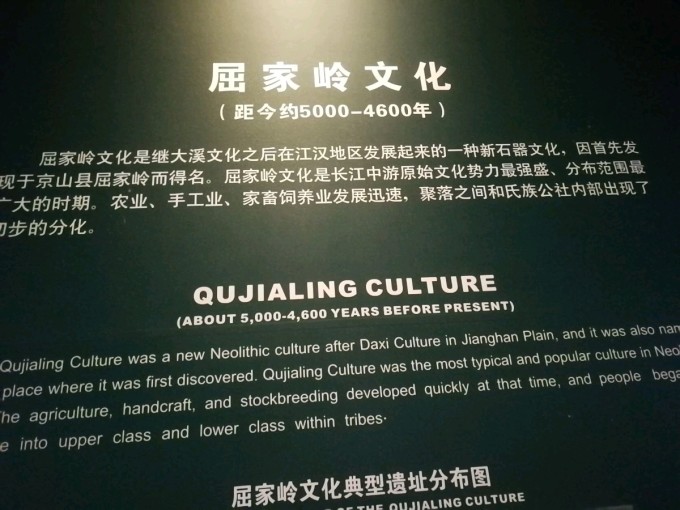 屈家岭文化
（距今约5000-4600年）
屈家岭文化是继大溪文化之后在江汉地区发展起来的一种新石器文化，因首先发
现于京山县屈家岭而得名。屈家岭文化是长江中游原始文化势力最强盛、分布范围最
广大的时期。农业、手工业、家畜饲养业发展迅速，聚落之间和氏族公社内部出现了
初步的分化。
QUJIALING CULTURE
(ABOUT 5,000-4,600 YEARS BEFORE PRESENT)
Qujialing Culture was a new Neolithic culture after Daxi Culture in Jianghan Plain, and it was also nam
place where it was first discovered. Qujialing Culture was the most typical and popular culture in Neol
he agriculture, handcraft, and stockbreeding developed quickly at that time, and people bega
e into upper class and lower class within tribes.
屈家岭文化典型遗址分布图
OF THE QUJIALING CULTURE